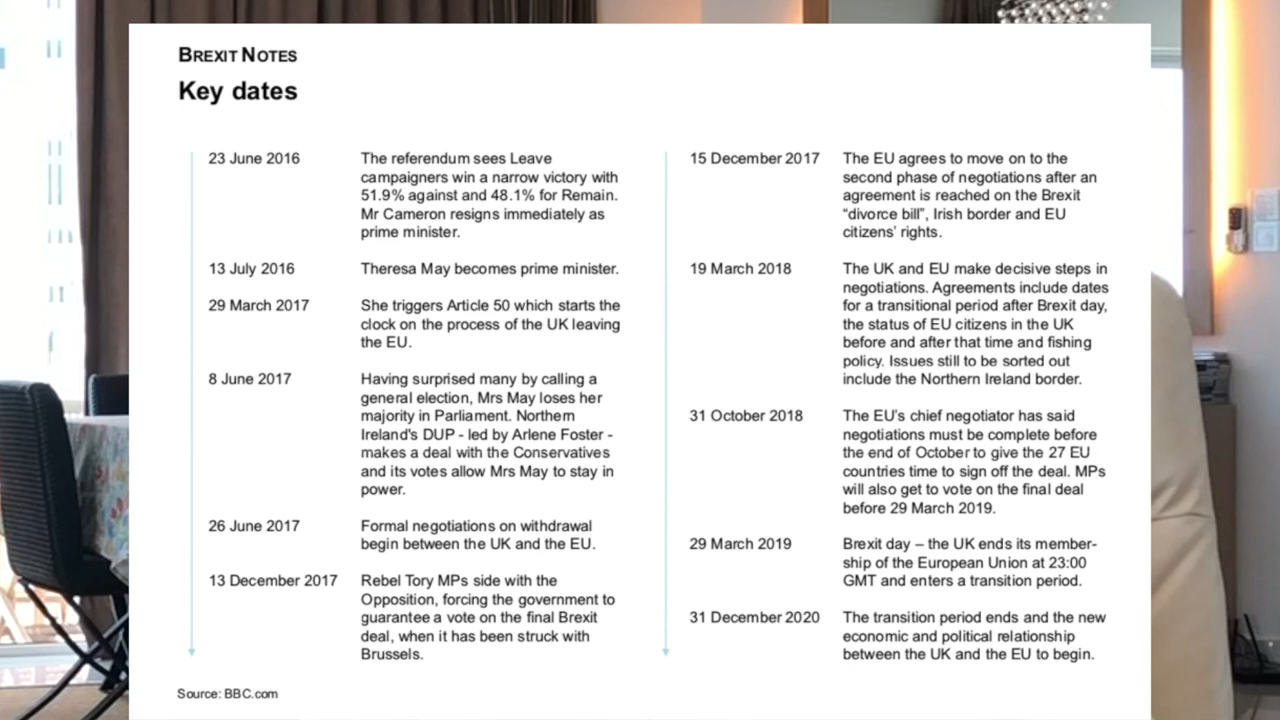 BREXIT NOTES
Key dates
23 June 2016
The referendum sees Leave
campaigners win a narrow victory with
51.9% against and 48.1% for Remain.
Mr Cameron resigns immediately as
prime minister.
13 July 2016
Theresa May becomes prime minister.
29 March 2017
She triggers Article 50 which starts the
clock on the process of the UK leaving
the EU.
8 June 2017
Having surprised many by calling a
general election, Mrs May loses her
majority in Parliament. Northern
Ireland's DUP - led by Arlene Foster -
makes a deal with the Conservatives
and its votes allow Mrs May to stay in
power.
26 June 2017
Formal negotiations on withdrawal
begin between the UK and the EU.
13 December 2017
Rebel Tory MPs side with the
Opposition, forcing the government to
guarantee a vote on the final Brexit
deal, when it has been struck with
Brussels.
15 December 2017
The EU agrees to move on to the
second phase of negotiations after an
agreement is reached on the Brexit
“divorce bill”, Irish border and EU
citizens’ rights.
19 March 2018
The UK and EU make decisive steps in
negotiations. Agreements include dates
for a transitional period after Brexit day,
the status of EU citizens in the UK
before and after that time and fishing
policy. Issues still to be sorted out
include the Northern Ireland border.
31 October 2018
The EU’s chief negotiator has said
negotiations must be complete before
the end of October to give the 27 EU
countries time to sign off the deal. MPs
will also get to vote on the final deal
before 29 March 2019.
29 March 2019
Brexit day – the UK ends its member-
ship of the European Union at 23:00
GMT and enters a transition period.
31 December 2020
The transition period ends and the new
economic and political relationship
between the UK and the EU to begin.
Source: BBC.com